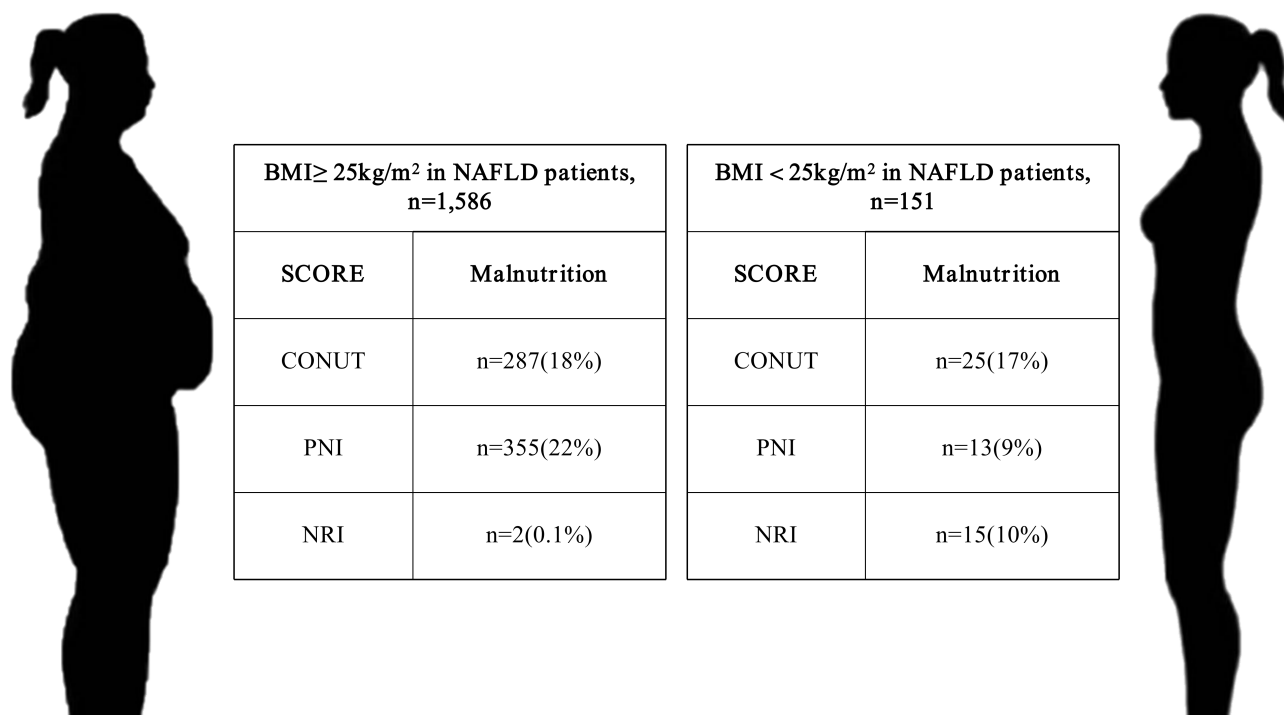 BMI≥ 25kg/m² in NAFLD patients,
n=1,586
SCORE Malnutrition
CONUT n=287(18%)
PNI n=355(22%)
NRI n=2(0.1%)
BMI < 25kg/m² in NAFLD patients,
n=151
SCORE Malnutrition
CONUT n=25(17%)
PNI n=13(9%)
NRI n=15(10%)